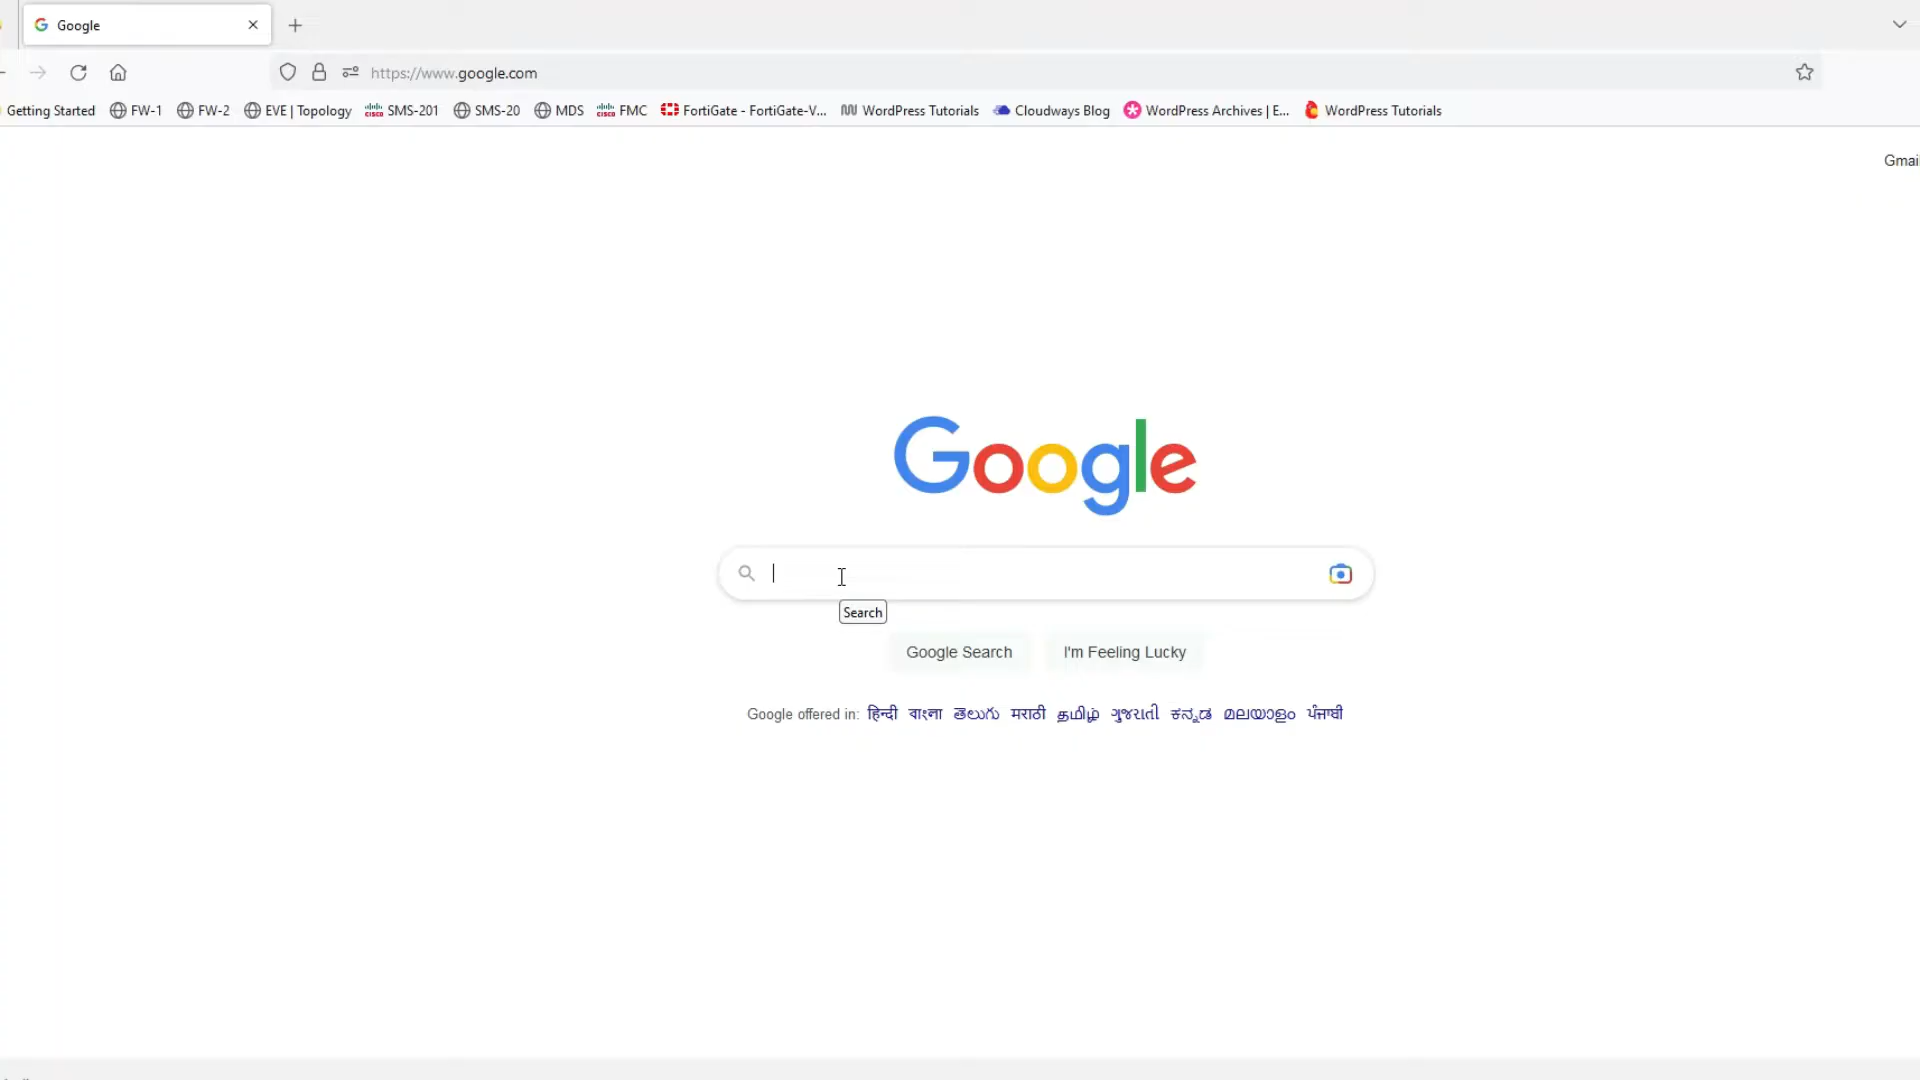 Google
https://www.google.com
Getting Started FW-1 FW-2 EVE | Topology SMS-201 SMS-20 MDS FMC FortiGate - FortiGate-V... WordPress Tutorials Cloudways Blog WordPress Archives | E... WordPress Tutorials
Gmai
Google
Search
Google Search I'm Feeling Lucky
Google offered in: हिन्दी বাংলা తెలుగు मराठी தமிழ் ગુજરાતી ಕನ್ನಡ മലയാളം ਪੰਜਾਬੀ